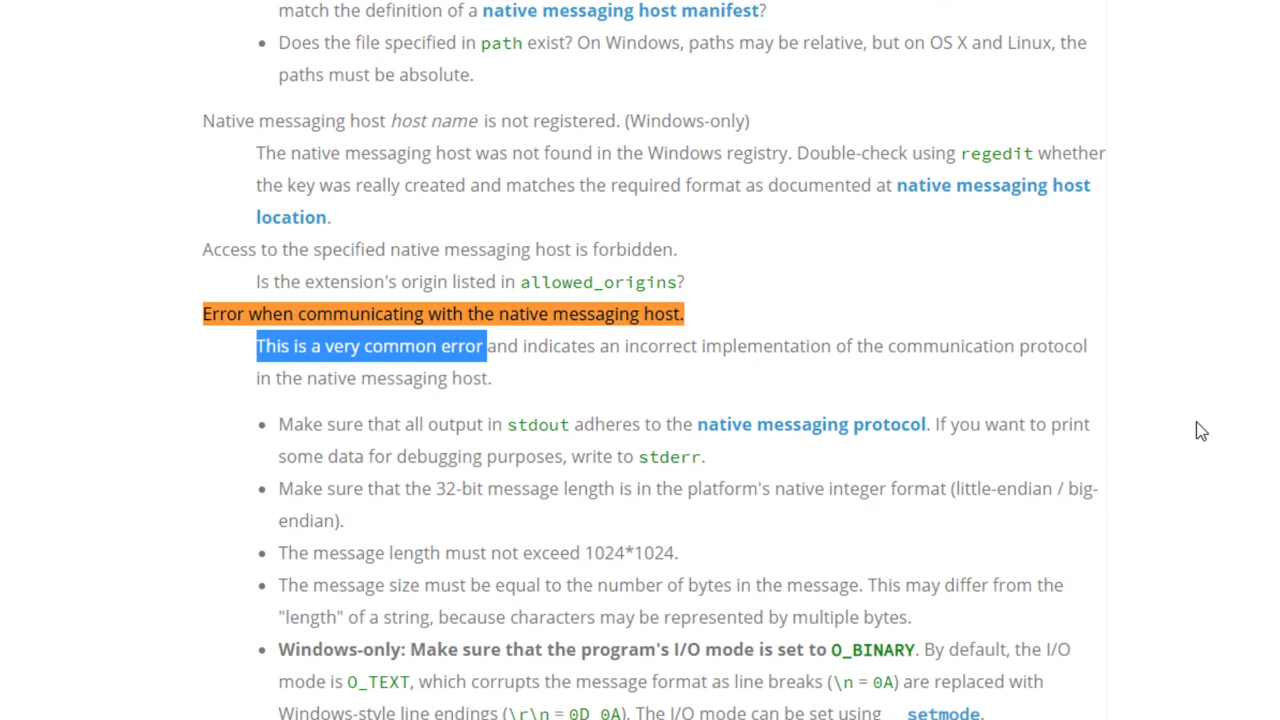 match the definition of a native messaging host manifest?
Does the file specified in path exist? On Windows, paths may be relative, but on OS X and Linux, the
paths must be absolute.
Native messaging host host name is not registered. (Windows-only)
The native messaging host was not found in the Windows registry. Double-check using regedit whether
the key was really created and matches the required format as documented at native messaging host
location.
Access to the specified native messaging host is forbidden.
Is the extension's origin listed in allowed_origins?
Error when communicating with the native messaging host.
This is a very common error and indicates an incorrect implementation of the communication protocol
in the native messaging host.
Make sure that all output in stdout adheres to the native messaging protocol. If you want to print
some data for debugging purposes, write to stderr.
Make sure that the 32-bit message length is in the platform's native integer format (little-endian / big-
endian).
The message length must not exceed 1024*1024.
The message size must be equal to the number of bytes in the message. This may differ from the
"length" of a string, because characters may be represented by multiple bytes.
Windows-only: Make sure that the program's I/O mode is set to O_BINARY. By default, the I/O
mode is O_TEXT, which corrupts the message format as line breaks (\n = 0A) are replaced with
Windows-style line endings (\r\n = 0D 0A). The I/O mode can be set using __setmode.